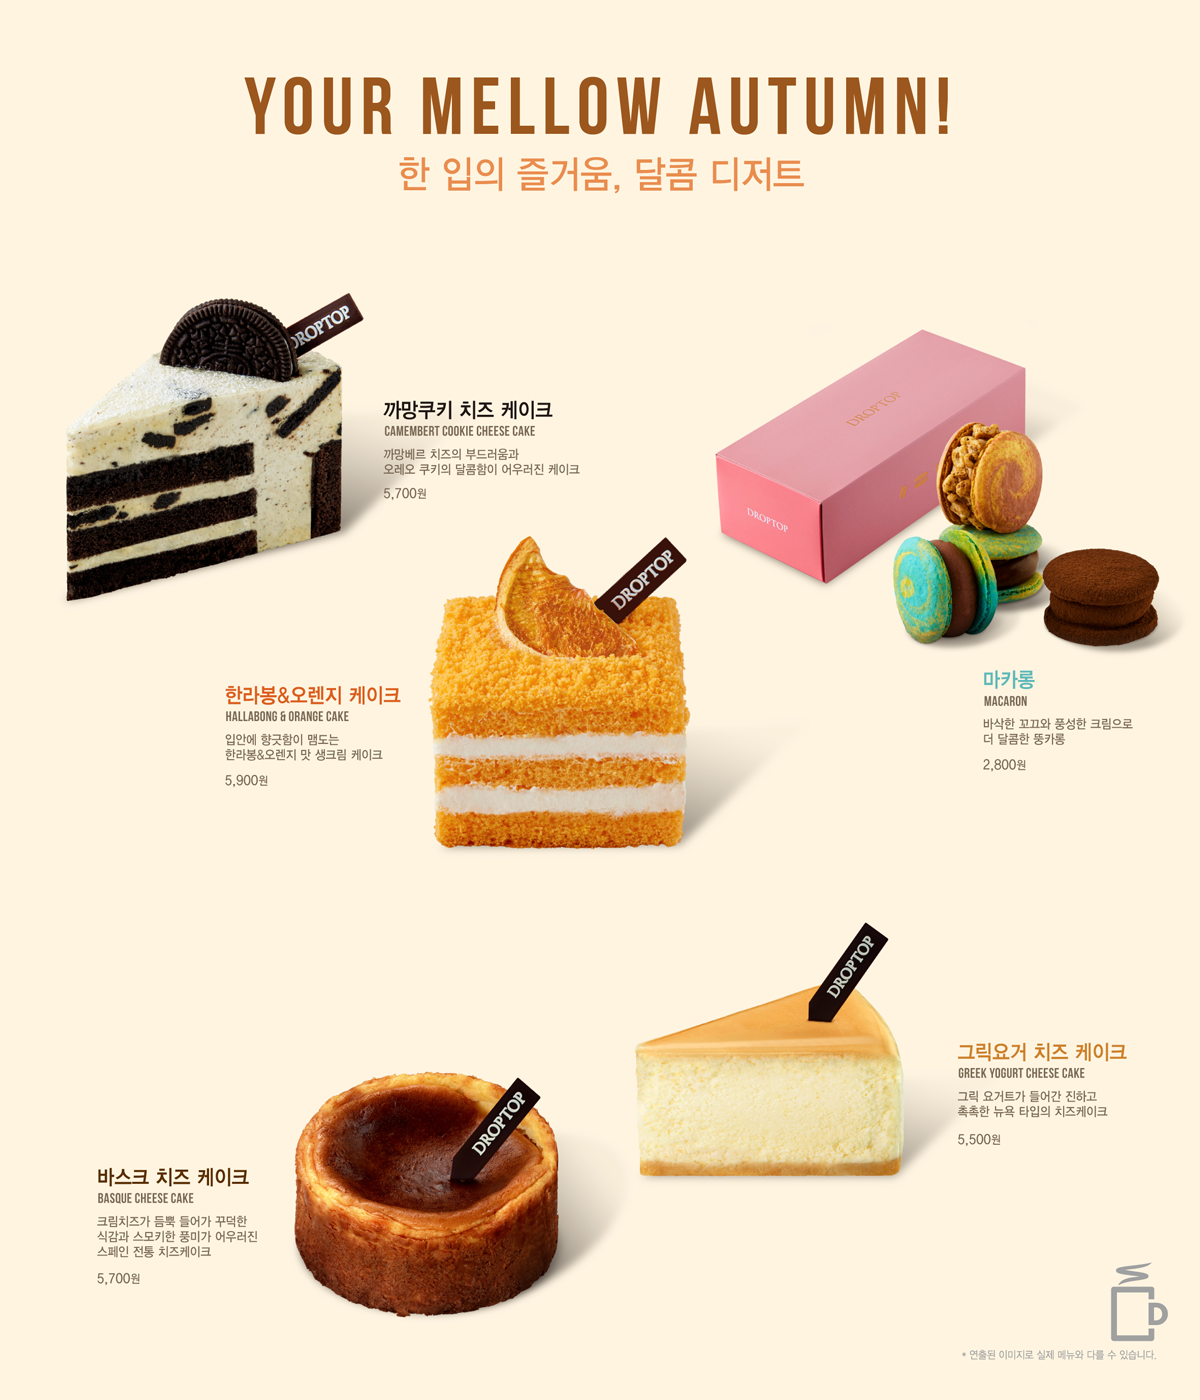 YOUR MELLOW AUTUMN!
한 입의 즐거움, 달콤 디저트
DROPTOP
까망쿠키 치즈 케이크
CAMEMBERT COOKIE CHEESE CAKE
까망베르 치즈의 부드러움과
오레오 쿠키의 달콤함이 어우러진 케이크
5,700원
DROPTOP
DROPTOP
마카롱
MACARON
바삭한 꼬끄와 풍성한 크림으로
더 달콤한 뚱카롱
2,800원
DROPTOP
한라봉&오렌지 케이크
HALLABONG & ORANGE CAKE
입안에 향긋함이 맴도는
한라봉&오렌지 맛 생크림 케이크
5,900원
DROPTOP
그릭요거 치즈 케이크
GREEK YOGURT CHEESE CAKE
그릭 요거트가 들어간 진하고
촉촉한 뉴욕 타입의 치즈케이크
5,500원
DROPTOP
바스크 치즈 케이크
BASQUE CHEESE CAKE
크림치즈가 듬뿍 들어가 꾸덕한
식감과 스모키한 풍미가 어우러진
스페인 전통 치즈케이크
5,700원
* 연출된 이미지로 실제 메뉴와 다를 수 있습니다.